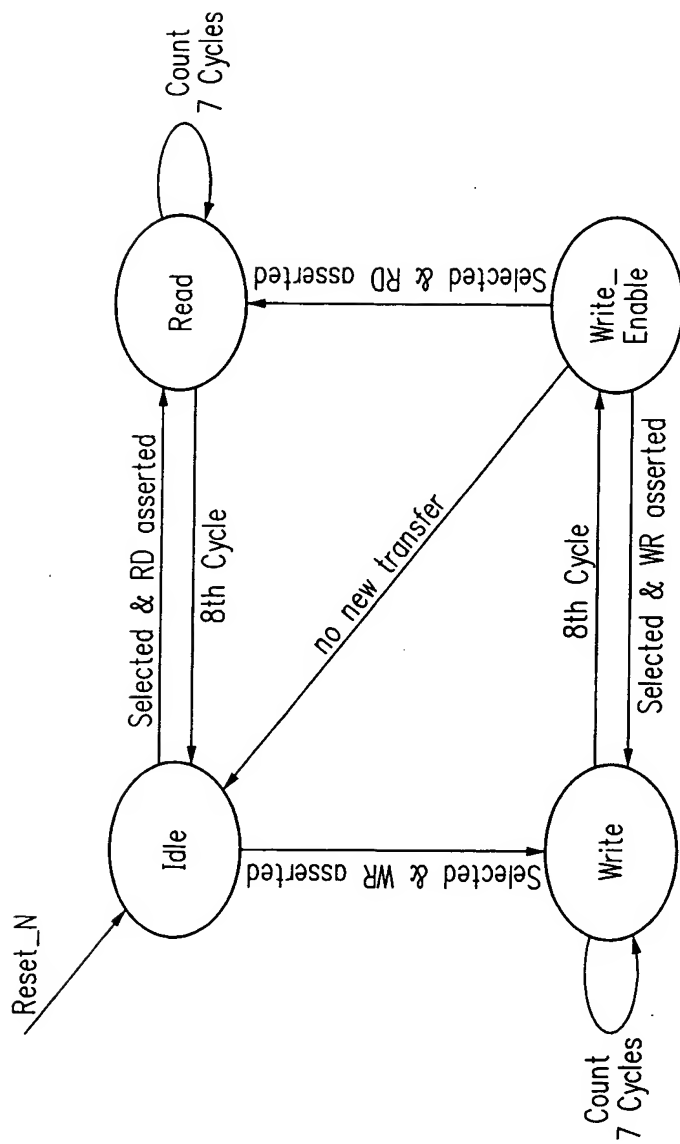 Reset_N
Idle
Selected & RD asserted
8th Cycle
Read
Count
7 Cycles
Selected & WR asserted
no new transfer
Selected & RD asserted
Write
8th Cycle
Selected & WR asserted
Write_
Enable
Count
7 Cycles